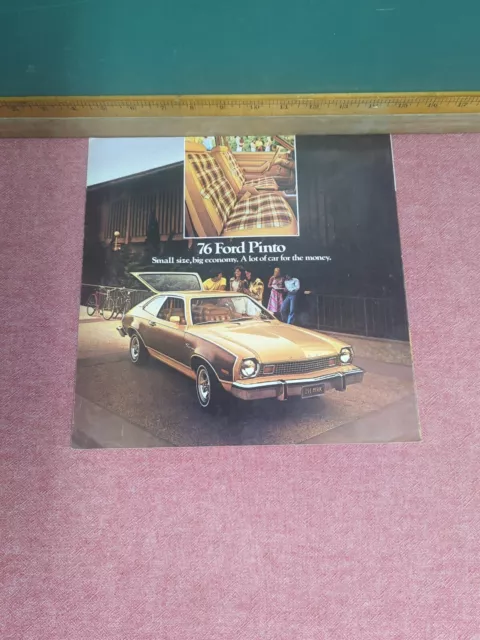 76 Ford Pinto
Small size, big economy. A lot of car for the money.